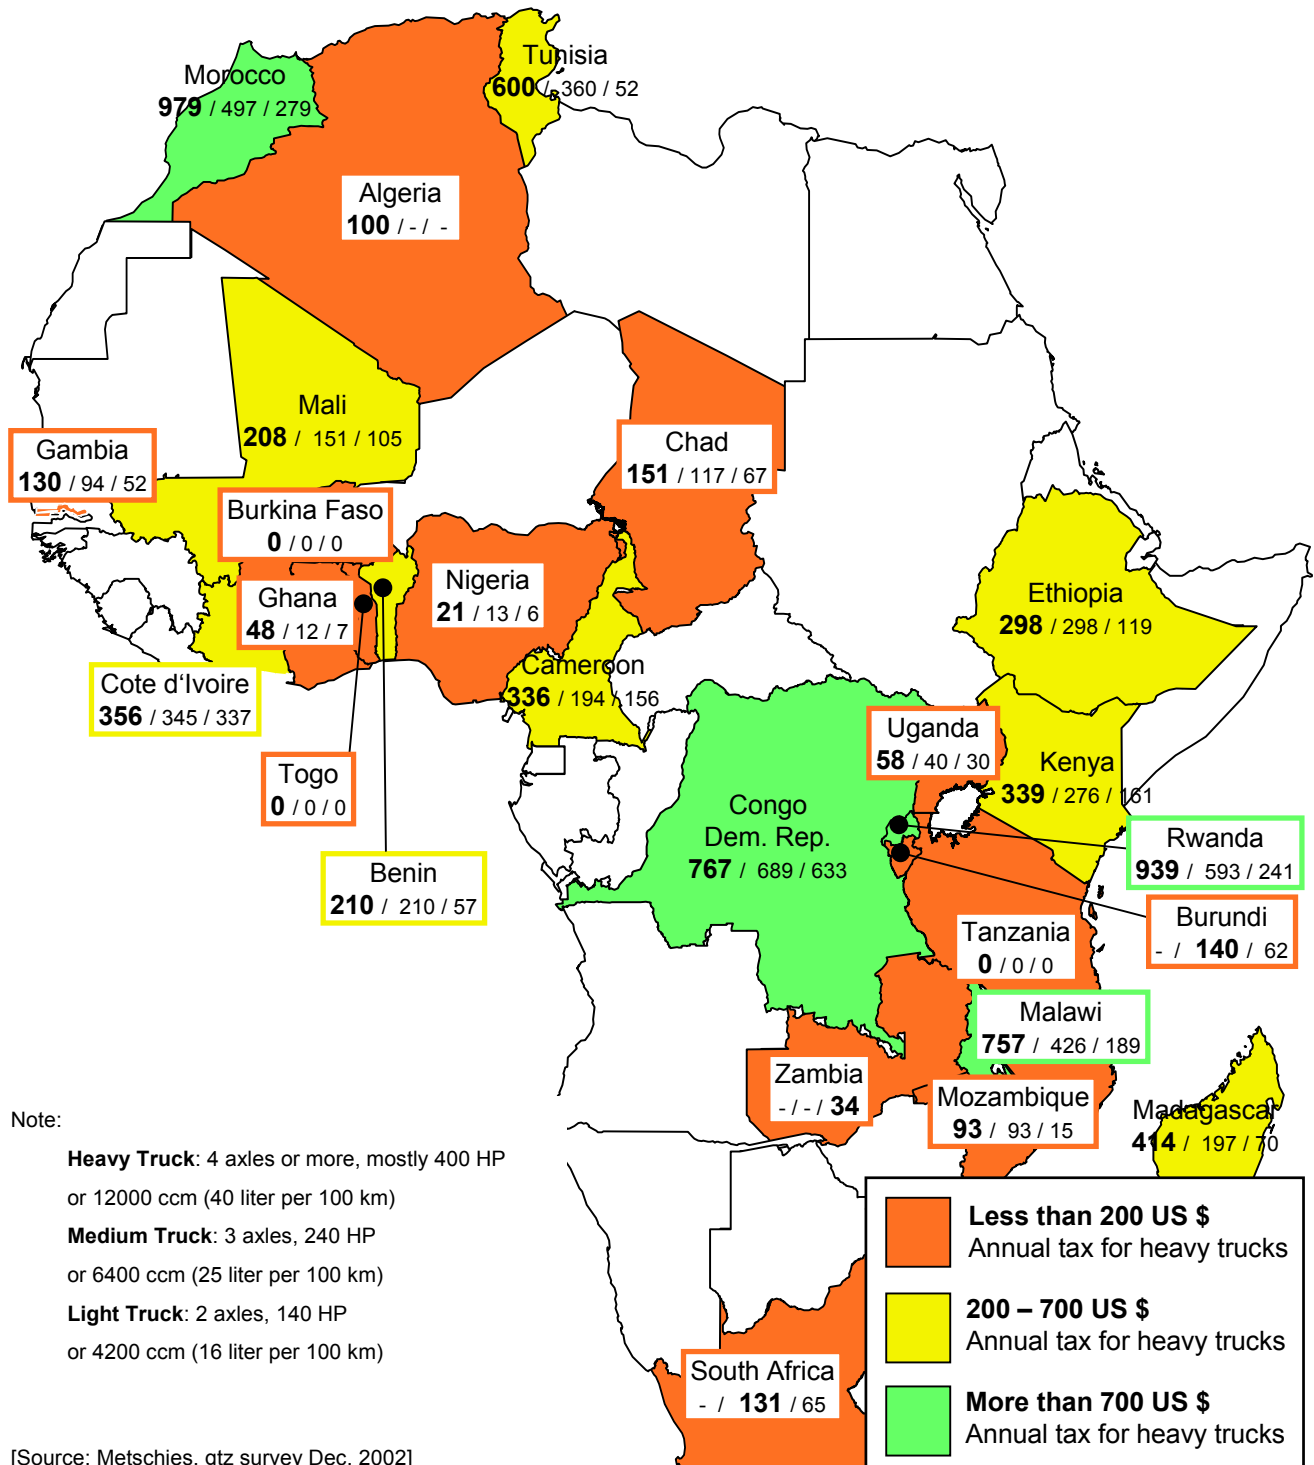 Tunisia
600 / 360 / 52
Morocco
979 / 497 / 279
Algeria
100 / - / -
Mali
208 / 151 / 105
Gambia
130 / 94 / 52
Chad
151 / 117 / 67
Burkina Faso
0 / 0 / 0
Nigeria
21 / 13 / 6
Ghana
48 / 12 / 7
Ethiopia
298 / 298 / 119
Cote d‘Ivoire
356 / 345 / 337
Cameroon
336 / 194 / 156
Togo
0 / 0 / 0
Uganda
58 / 40 / 30
Kenya
339 / 276 / 161
Congo
Dem. Rep.
767 / 689 / 633
Benin
210 / 210 / 57
Rwanda
939 / 593 / 241
Burundi
- / 140 / 62
Tanzania
0 / 0 / 0
Malawi
757 / 426 / 189
Zambia
- / - / 34
Mozambique
93 / 93 / 15
Madagascar
414 / 197 / 70
South Africa
- / 131 / 65
Note:
Heavy Truck: 4 axles or more, mostly 400 HP
or 12000 ccm (40 liter per 100 km)
Medium Truck: 3 axles, 240 HP
or 6400 ccm (25 liter per 100 km)
Light Truck: 2 axles, 140 HP
or 4200 ccm (16 liter per 100 km)
[Source: Metschies, gtz survey Dec. 2002]
Less than 200 US $
Annual tax for heavy trucks
200 – 700 US $
Annual tax for heavy trucks
More than 700 US $
Annual tax for heavy trucks